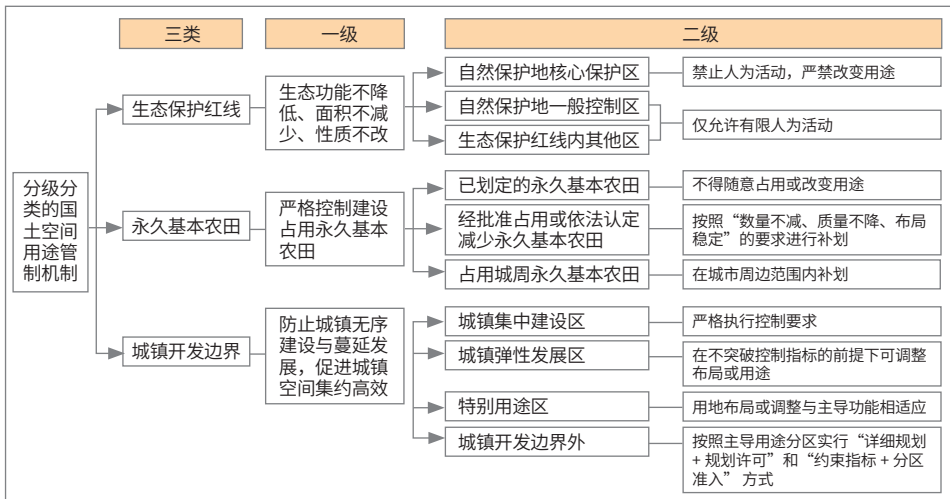 三类
一级
二级
分级分
类的国
土空间
用途管
制机制
生态保护红线
生态功能不降
低、面积不减
少、性质不改
自然保护地核心保护区
禁止人为活动，严禁改变用途
自然保护地一般控制区
生态保护红线内其他区
仅允许有限人为活动
永久基本农田
严格控制建设
占用永久基本
农田
已划定的永久基本农田
不得随意占用或改变用途
经批准占用或依法认定
减少永久基本农田
按照“数量不减、质量不降、布局
稳定”的要求进行补划
占用城周永久基本农田
在城市周边范围内补划
城镇开发边界
防止城镇无序
建设与蔓延发
展，促进城镇
空间集约高效
城镇集中建设区
严格执行控制要求
城镇弹性发展区
在不突破控制指标的前提下可调整
布局或用途
特别用途区
用地布局或调整与主导功能相适应
城镇开发边界外
按照主导用途分区实行“详细规划
+ 规划许可”和“约束指标 + 分区
准入” 方式